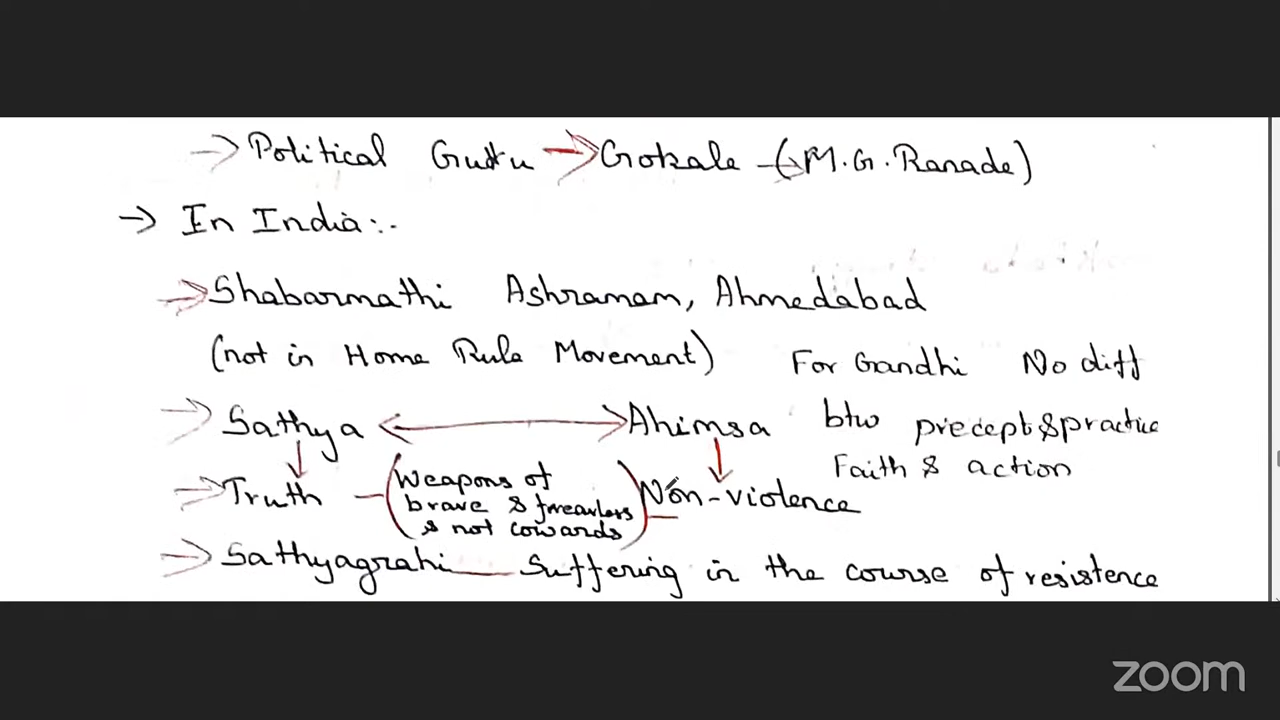 → Political Guru → Gokale → (M.G. Ranade)
→ In India:-
→ Shabarmathi Ashramam, Ahmedabad
(not in Home Rule Movement) For Gandhi No diff
→ Sathya ↔ Ahimsa btw precept & practice
Faith & action
→ Truth – (Weapons of brave & & not cowards) Non-violence
→ Sathyagrahi — Suffering in the course of resistence
zoom